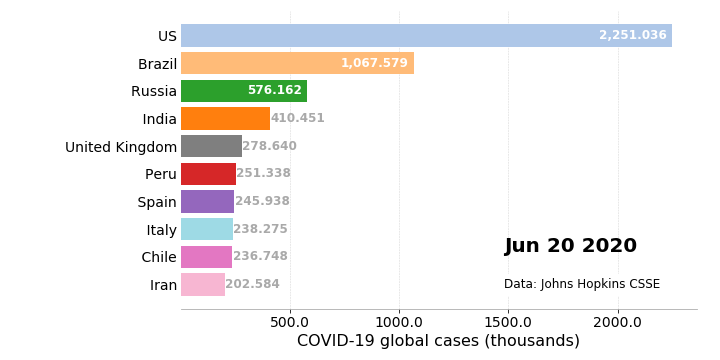 US 2,251.036
Brazil 1,067.579
Russia 576.162
India 410.451
United Kingdom 278.640
Peru 251.338
Spain 245.938
Italy 238.275
Chile 236.748
Iran 202.584
Jun 20 2020
Data: Johns Hopkins CSSE
500.0 1000.0 1500.0 2000.0
COVID-19 global cases (thousands)